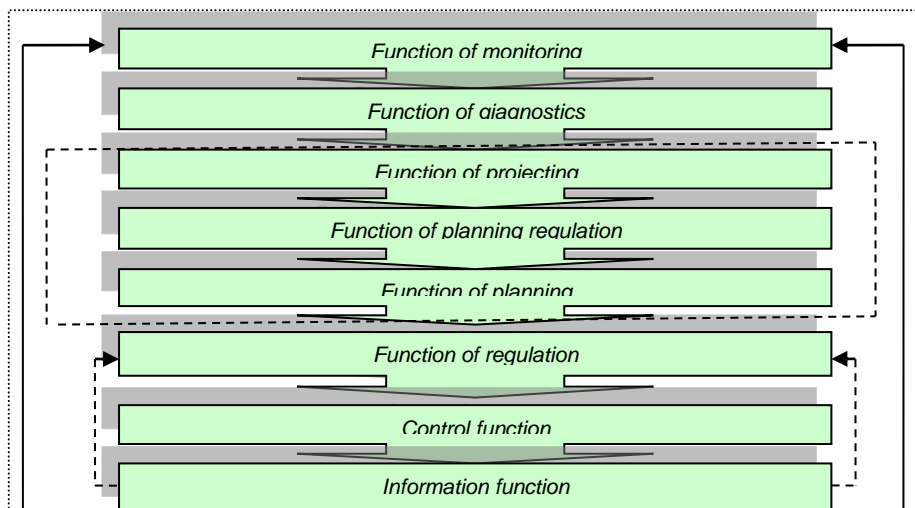 Function of monitoring
Function of diagnostics
Function of projecting
Function of planning regulation
Function of planning
Function of regulation
Control function
Information function